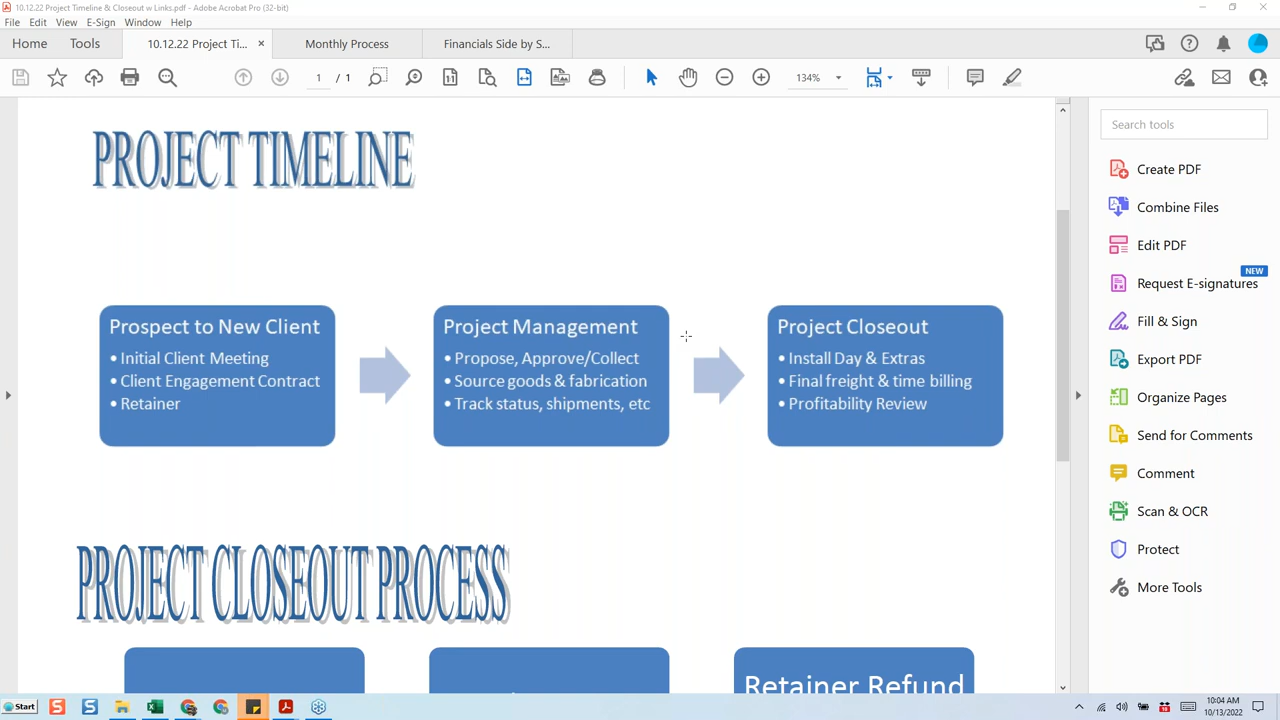 10.12.22 Project Timeline & Closeout w Links.pdf - Adobe Acrobat Pro (32-bit)
File Edit View E-Sign Window Help
Home Tools 10.12.22 Project Ti... × Monthly Process Financials Side by S...
1 / 1 134%
PROJECT TIMELINE
Prospect to New Client
• Initial Client Meeting
• Client Engagement Contract
• Retainer
Project Management
• Propose, Approve/Collect
• Source goods & fabrication
• Track status, shipments, etc
Project Closeout
• Install Day & Extras
• Final freight & time billing
• Profitability Review
PROJECT CLOSEOUT PROCESS
Retainer Refund
Search tools
Create PDF
Combine Files
Edit PDF
NEW
Request E-signatures
Fill & Sign
Export PDF
Organize Pages
Send for Comments
Comment
Scan & OCR
Protect
More Tools
Start
10:04 AM
10/13/2022